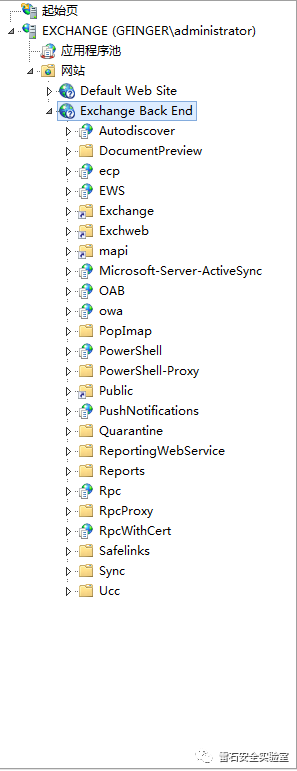 起始页
EXCHANGE (GFINGER\administrator)
应用程序池
网站
Default Web Site
Exchange Back End
Autodiscover
DocumentPreview
ecp
EWS
Exchange
Exchweb
mapi
Microsoft-Server-ActiveSync
OAB
owa
PopImap
PowerShell
PowerShell-Proxy
Public
PushNotifications
Quarantine
ReportingWebService
Reports
Rpc
RpcProxy
RpcWithCert
Safelinks
Sync
Ucc
雷石安全实验室